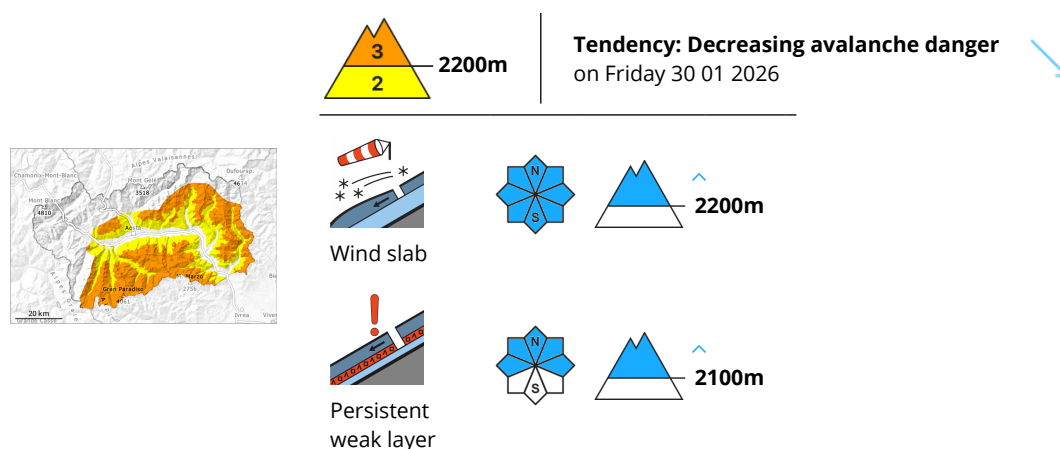 3
2
2200m
Tendency: Decreasing avalanche danger
on Friday 30 01 2026
Alpes Valaisannes
Chamonix-Mont-Blanc
Mont Gelé
3518
Dufoursp.
4634
Mont Blanc
4810
Aosta
Gran Paradiso
4061
2756
Ivrea
20 km
N
S
2200m
Wind slab
N
S
2100m
Persistent
weak layer